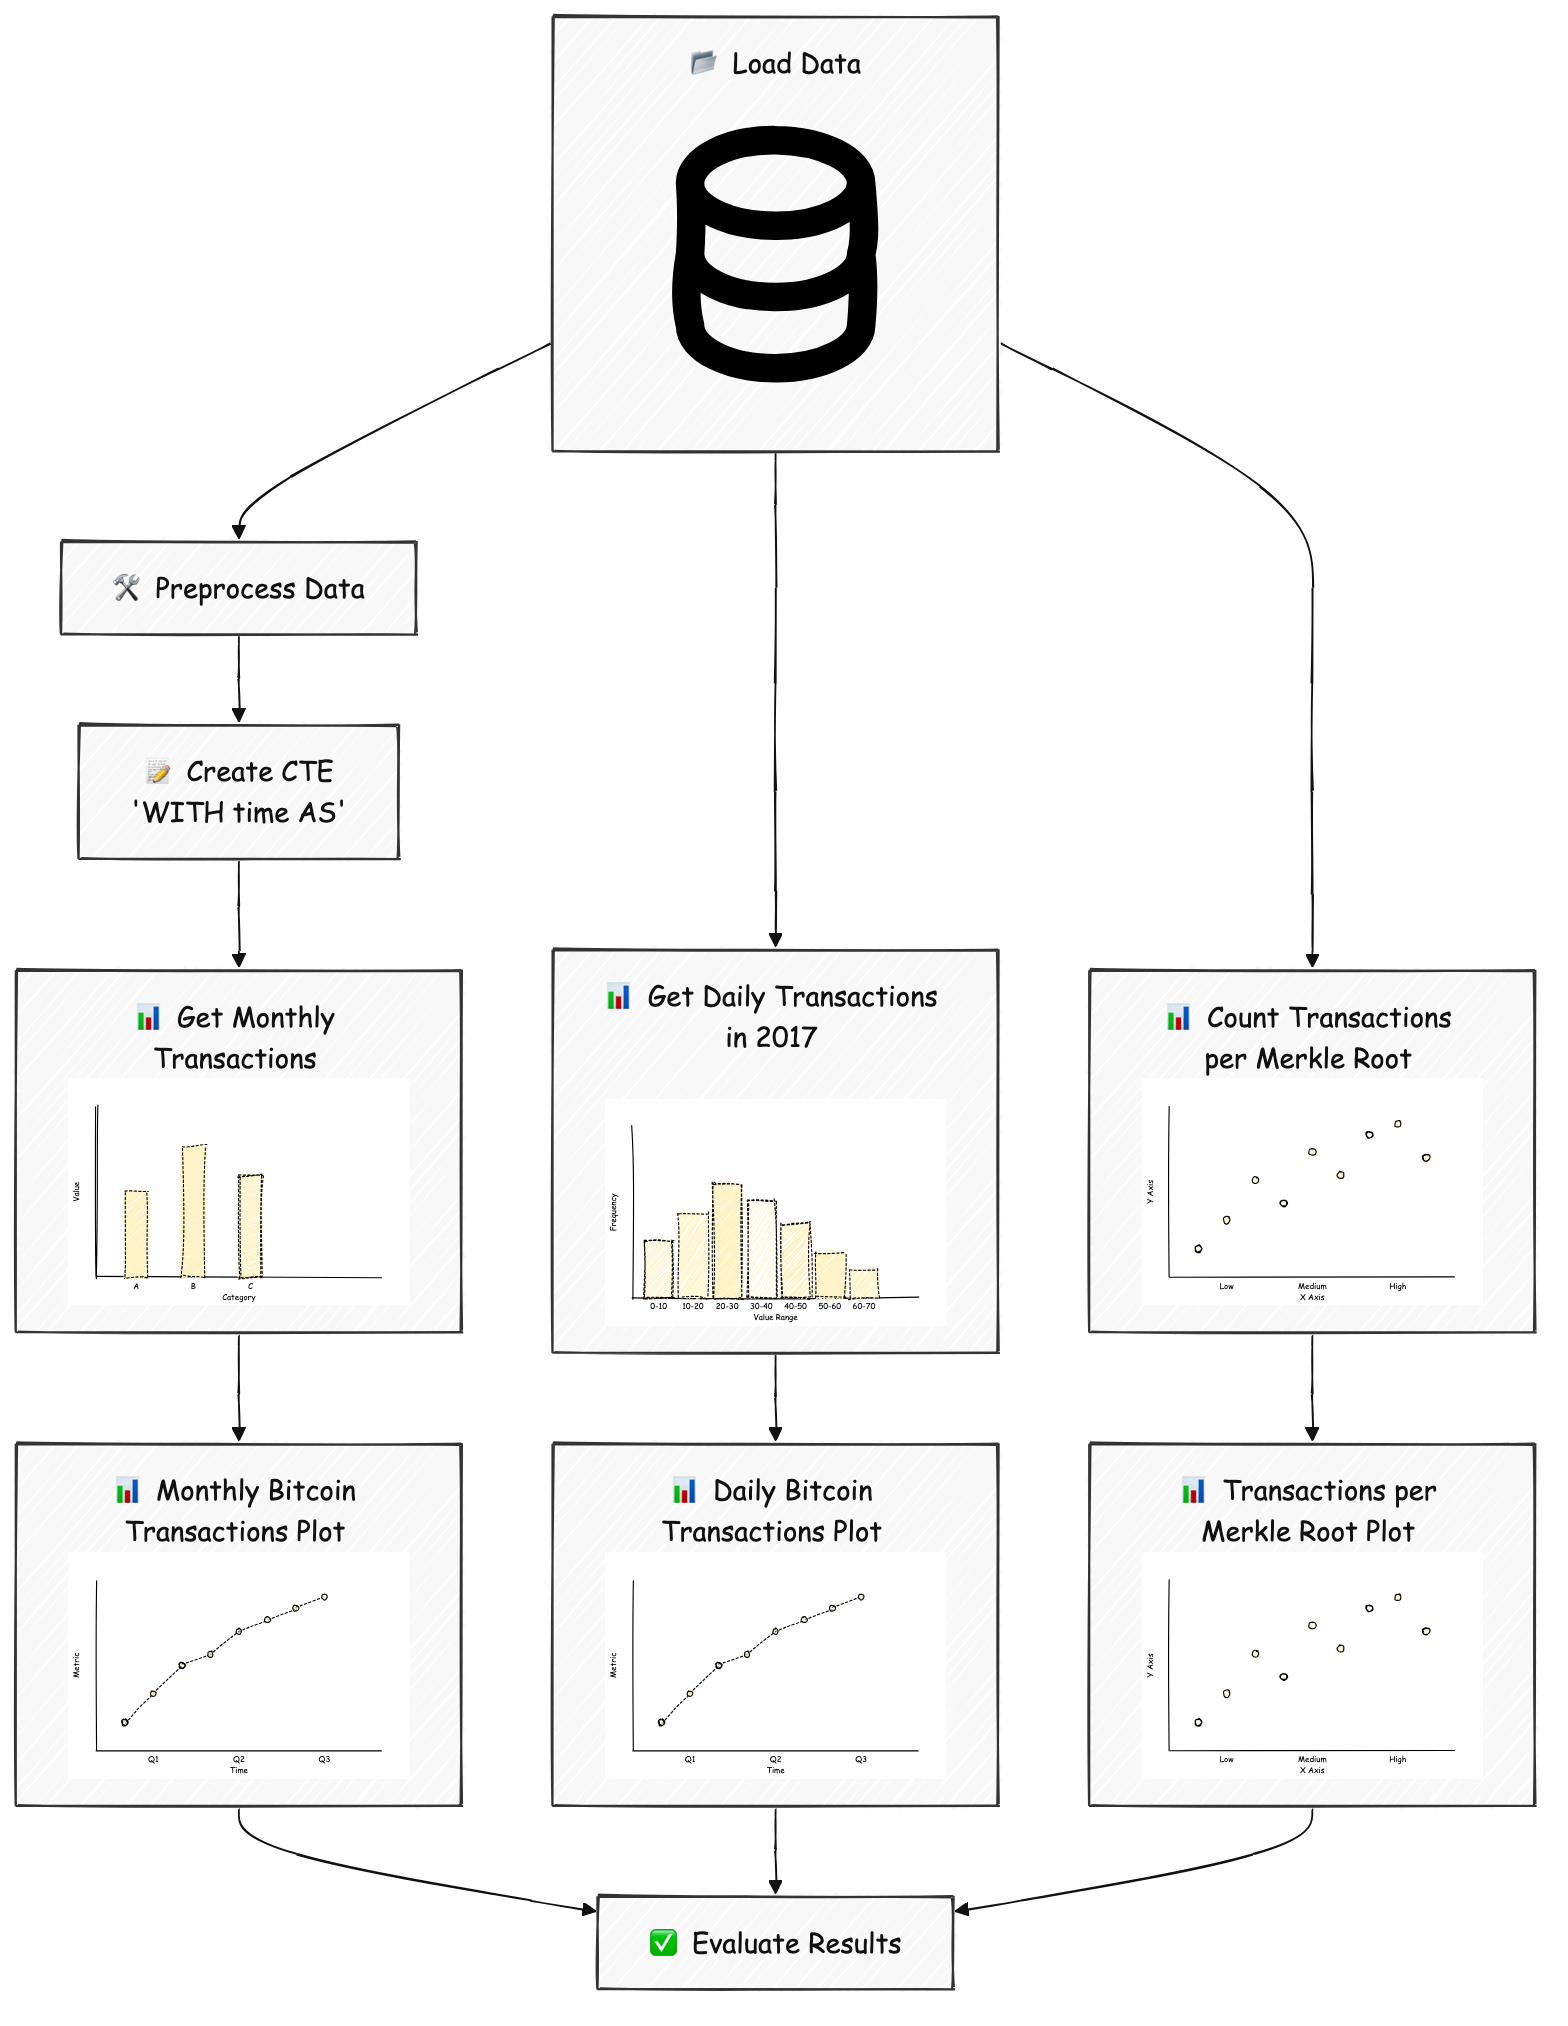 Load Data
Preprocess Data
Create CTE
'WITH time AS'
Get Monthly
Transactions
Value
A B C
Category
Get Daily Transactions
in 2017
Frequency
0-10 10-20 20-30 30-40 40-50 50-60 60-70
Value Range
Count Transactions
per Merkle Root
Y Axis
Low Medium High
X Axis
Monthly Bitcoin
Transactions Plot
Metric
Q1 Q2 Q3
Time
Daily Bitcoin
Transactions Plot
Metric
Q1 Q2 Q3
Time
Transactions per
Merkle Root Plot
Y Axis
Low Medium High
X Axis
Evaluate Results